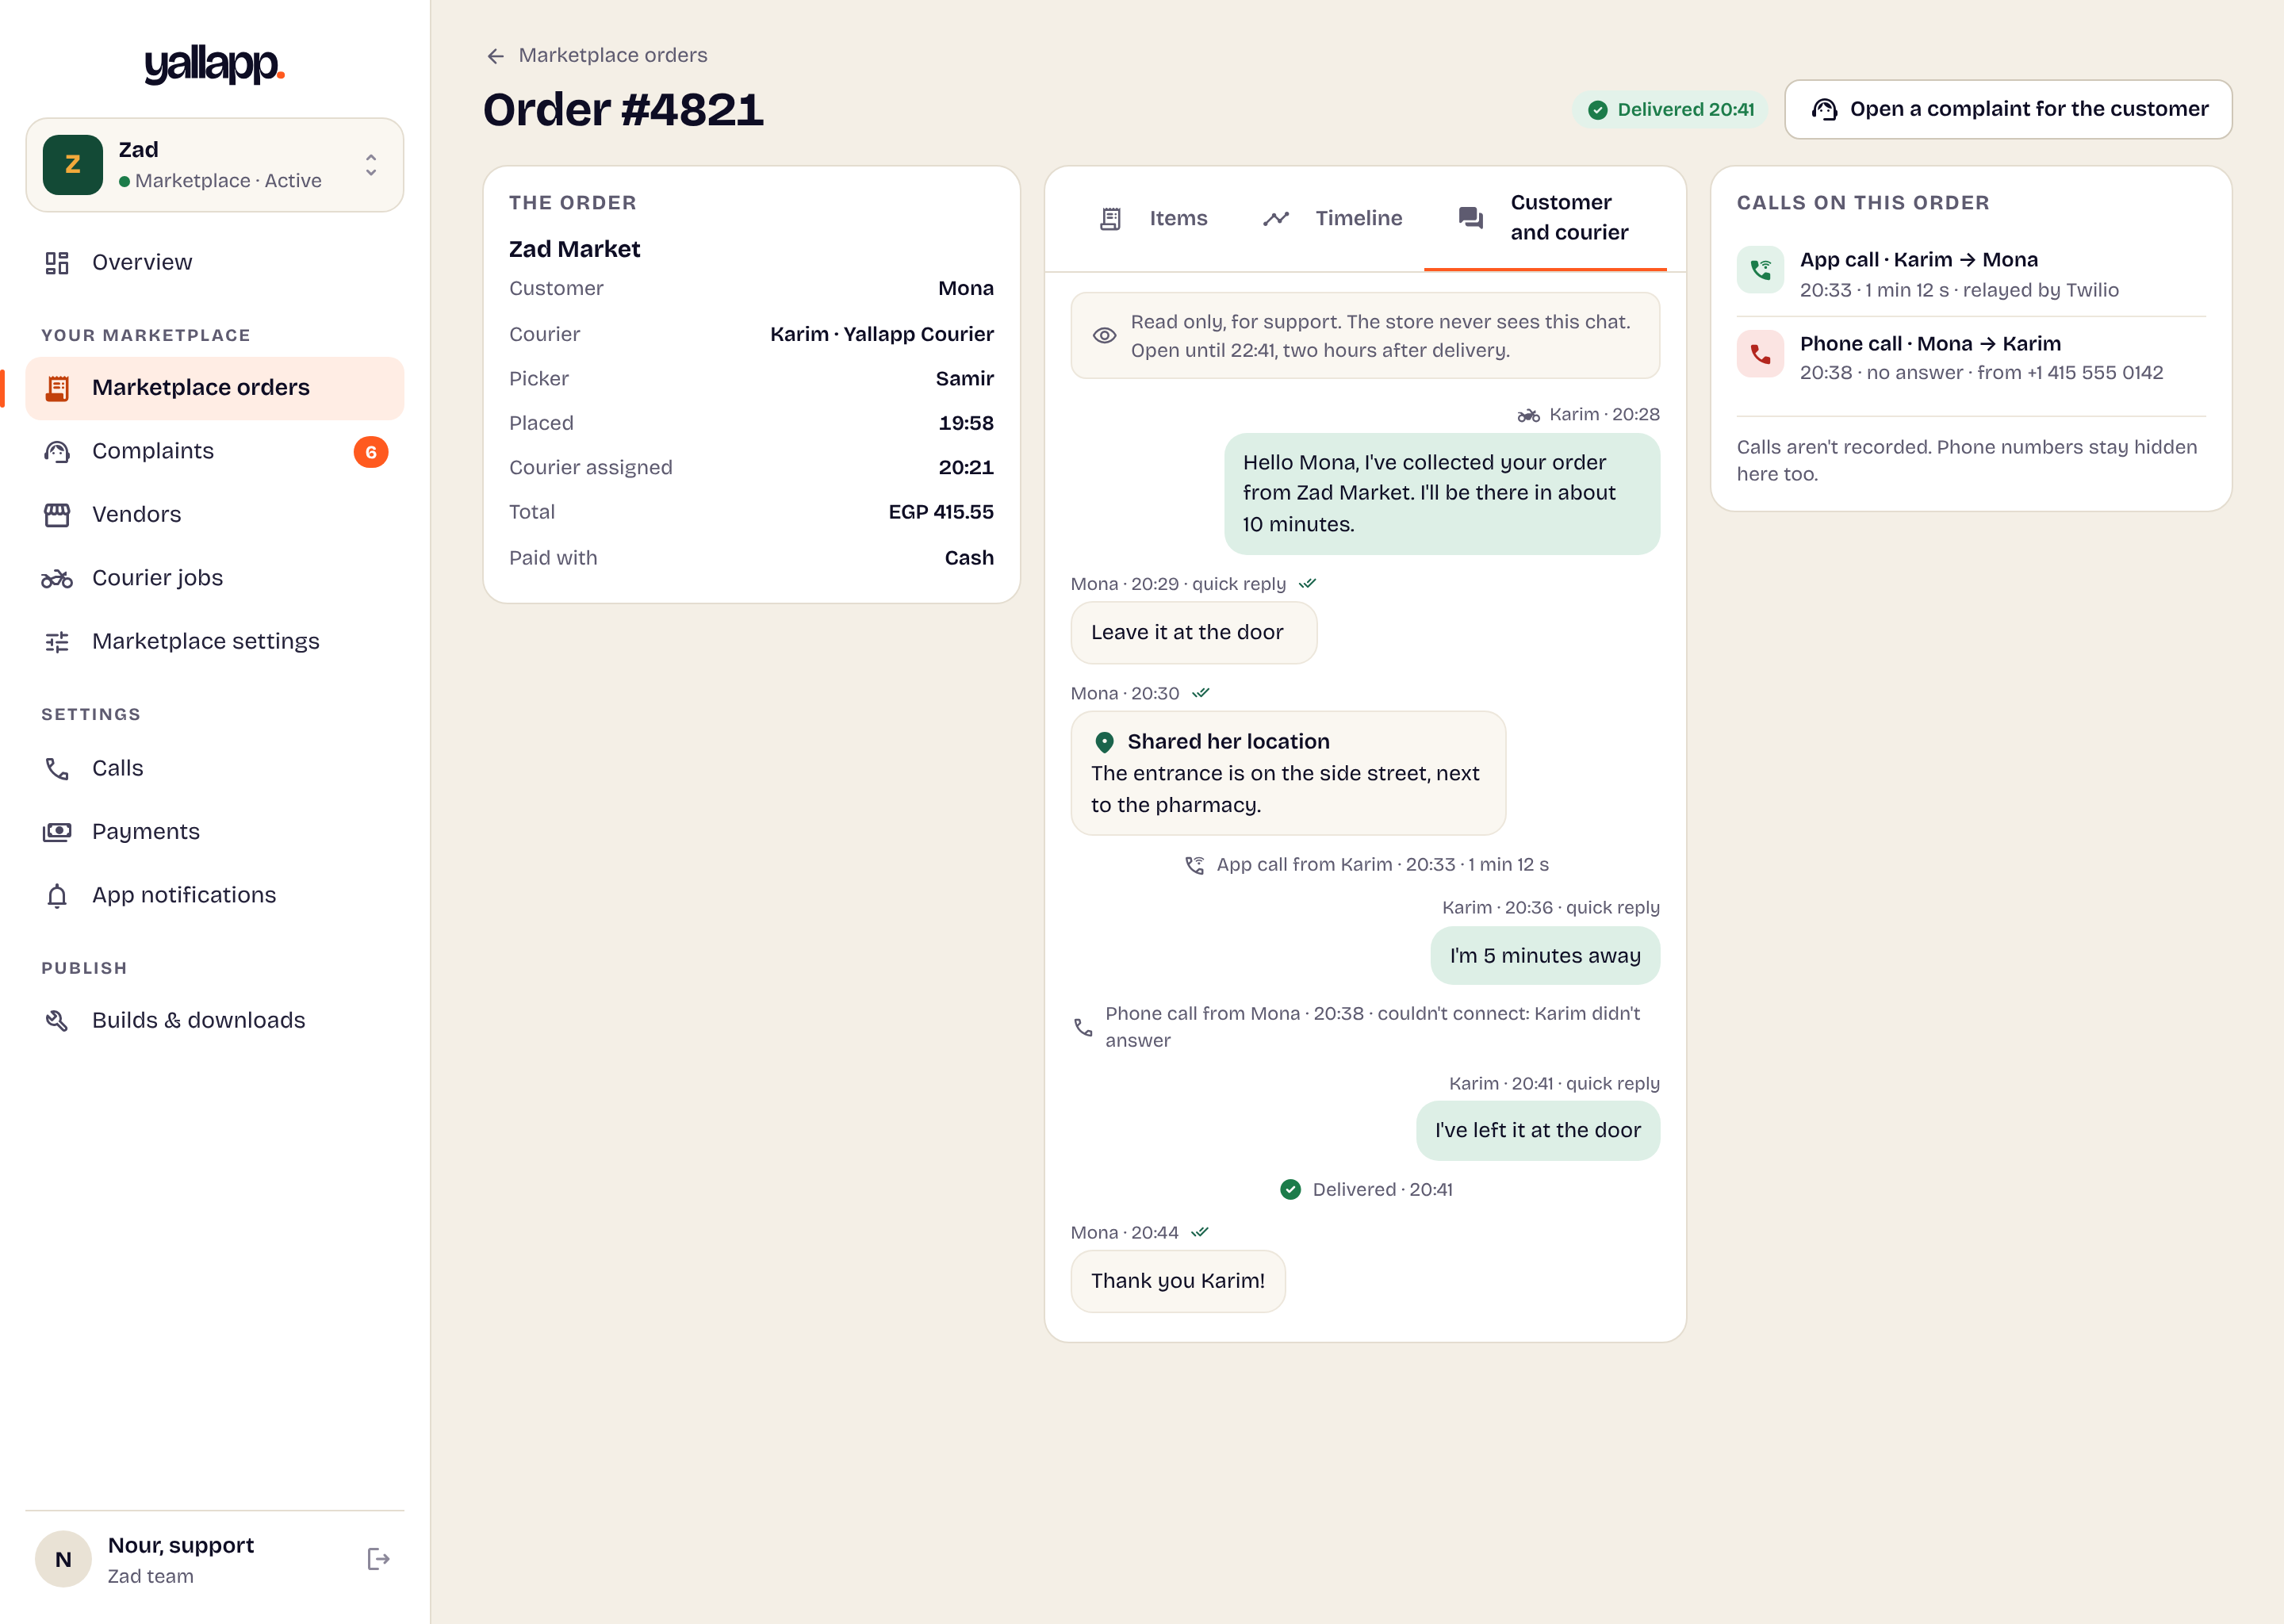 yallapp.
Z
Zad
Marketplace · Active
Overview
YOUR MARKETPLACE
Marketplace orders
Complaints
6
Vendors
Courier jobs
Marketplace settings
SETTINGS
Calls
Payments
App notifications
PUBLISH
Builds & downloads
N
Nour, support
Zad team
← Marketplace orders
Order #4821
Delivered 20:41
Open a complaint for the customer
THE ORDER
Zad Market
Customer Mona
Courier Karim · Yallapp Courier
Picker Samir
Placed 19:58
Courier assigned 20:21
Total EGP 415.55
Paid with Cash
Items
Timeline
Customer
and courier
Read only, for support. The store never sees this chat.
Open until 22:41, two hours after delivery.
Karim · 20:28
Hello Mona, I've collected your order
from Zad Market. I'll be there in about
10 minutes.
Mona · 20:29 · quick reply
Leave it at the door
Mona · 20:30
Shared her location
The entrance is on the side street, next
to the pharmacy.
App call from Karim · 20:33 · 1 min 12 s
Karim · 20:36 · quick reply
I'm 5 minutes away
Phone call from Mona · 20:38 · couldn't connect: Karim didn't
answer
Karim · 20:41 · quick reply
I've left it at the door
Delivered · 20:41
Mona · 20:44
Thank you Karim!
CALLS ON THIS ORDER
App call · Karim → Mona
20:33 · 1 min 12 s · relayed by Twilio
Phone call · Mona → Karim
20:38 · no answer · from +1 415 555 0142
Calls aren't recorded. Phone numbers stay hidden
here too.